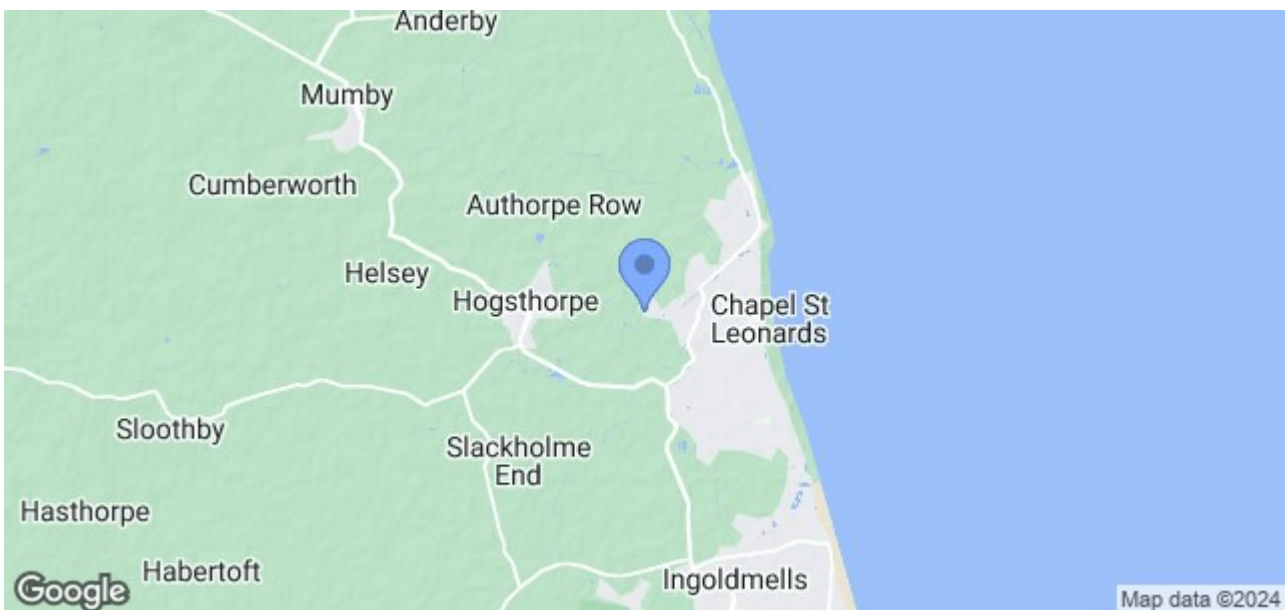 Anderby
Mumby
Cumberworth
Authorpe Row
Helsey
Hogsthorpe
Chapel St
Leonards
Sloothby
Slackholme
End
Hasthorpe
Habertoft
Ingoldmells
Google
Map data ©2024